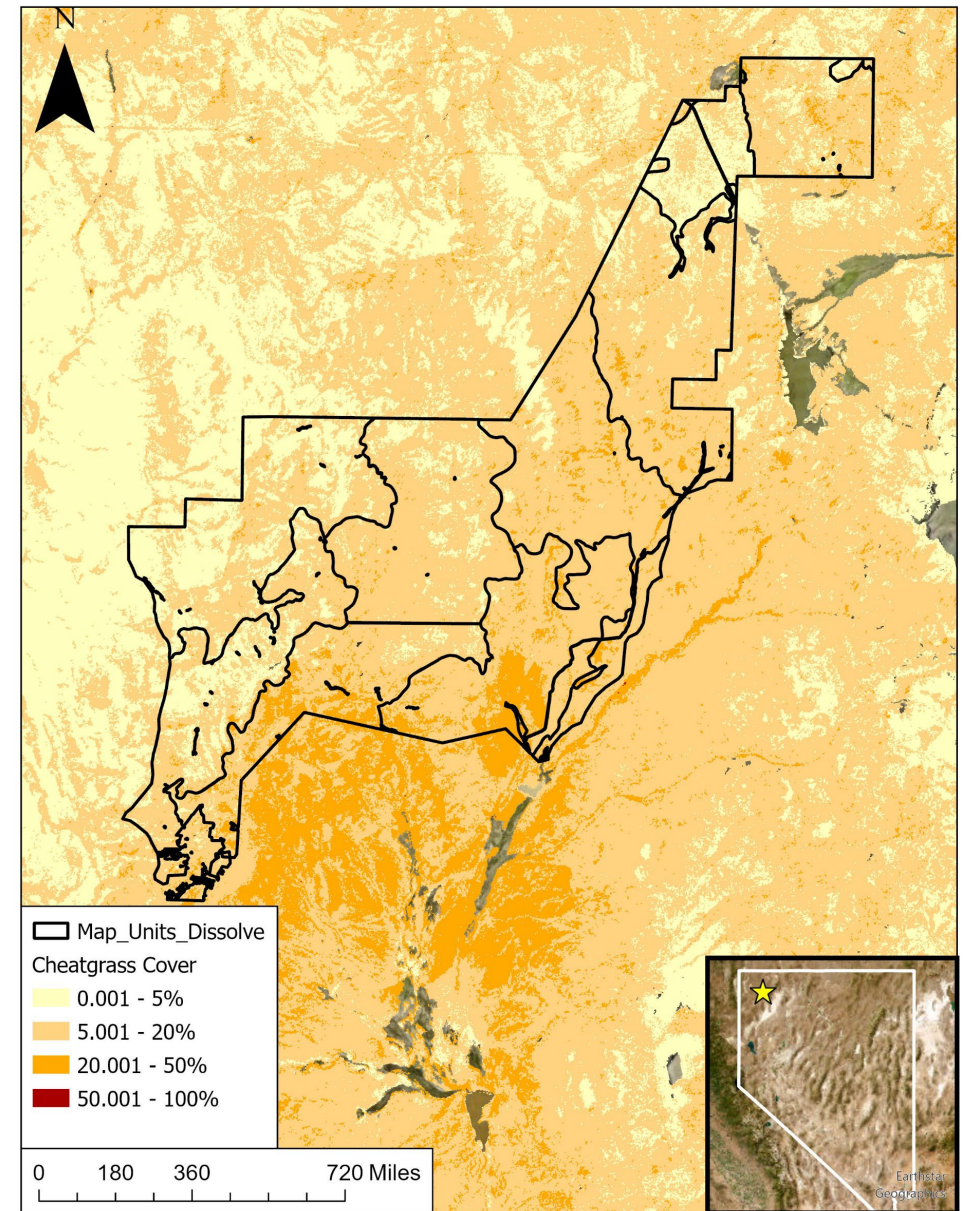 N
Map_Units_Dissolve
Cheatgrass Cover
0.001 - 5%
5.001 - 20%
20.001 - 50%
50.001 - 100%
0 180 360 720 Miles
Earthstar
Geographics